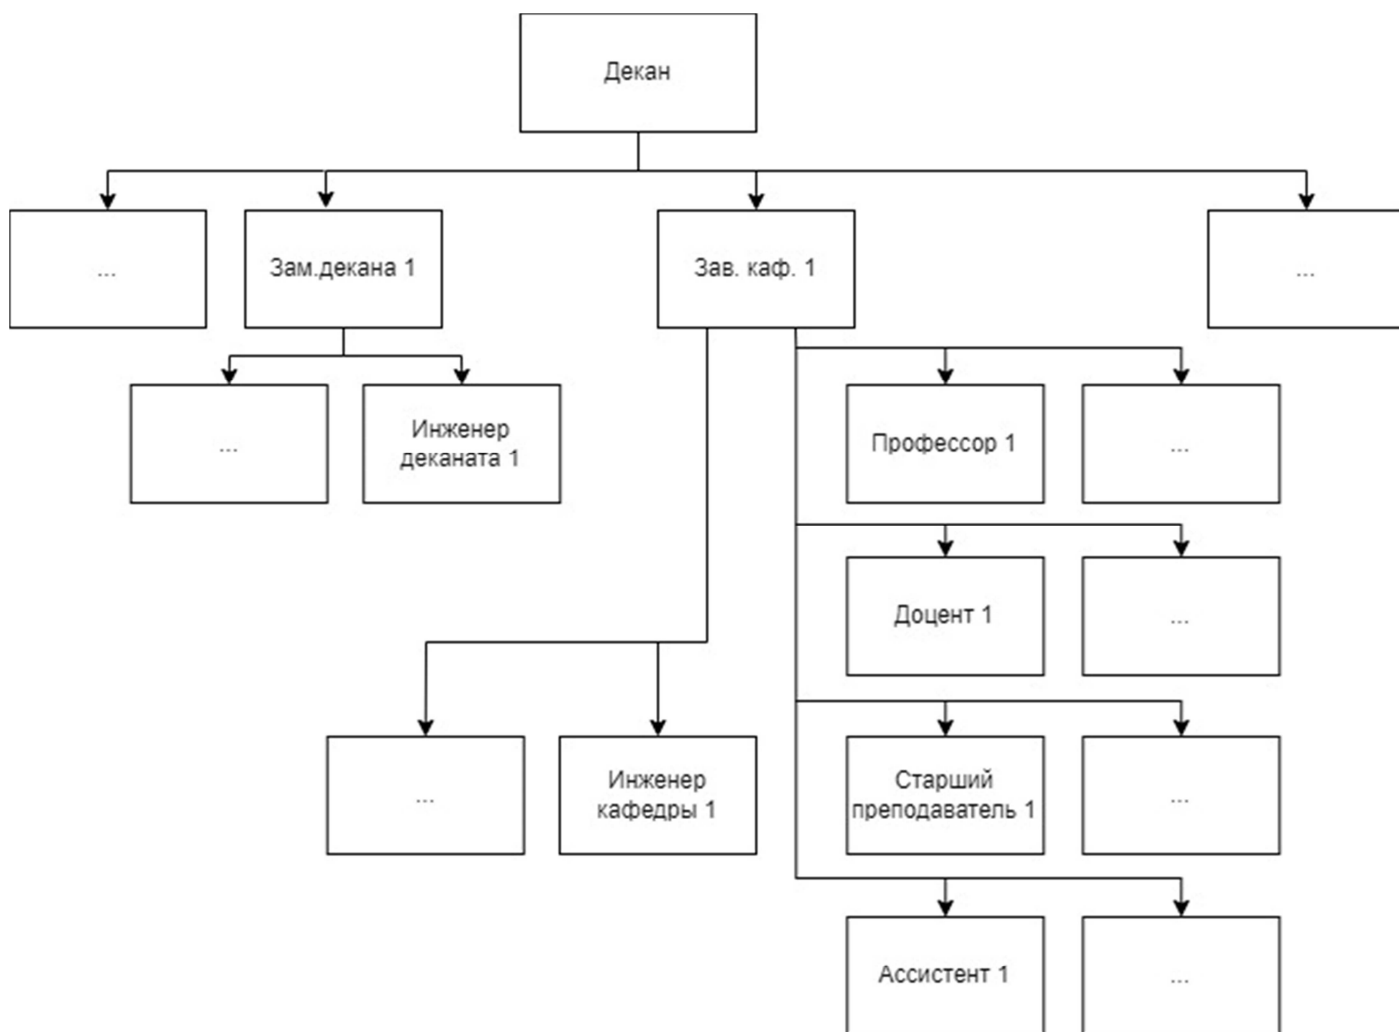 Декан
...
Зам.декана 1
Зав. каф. 1
...
...
Инженер
деканата 1
Профессор 1
...
Доцент 1
...
...
Инженер
кафедры 1
Старший
преподаватель 1
...
Ассистент 1
...